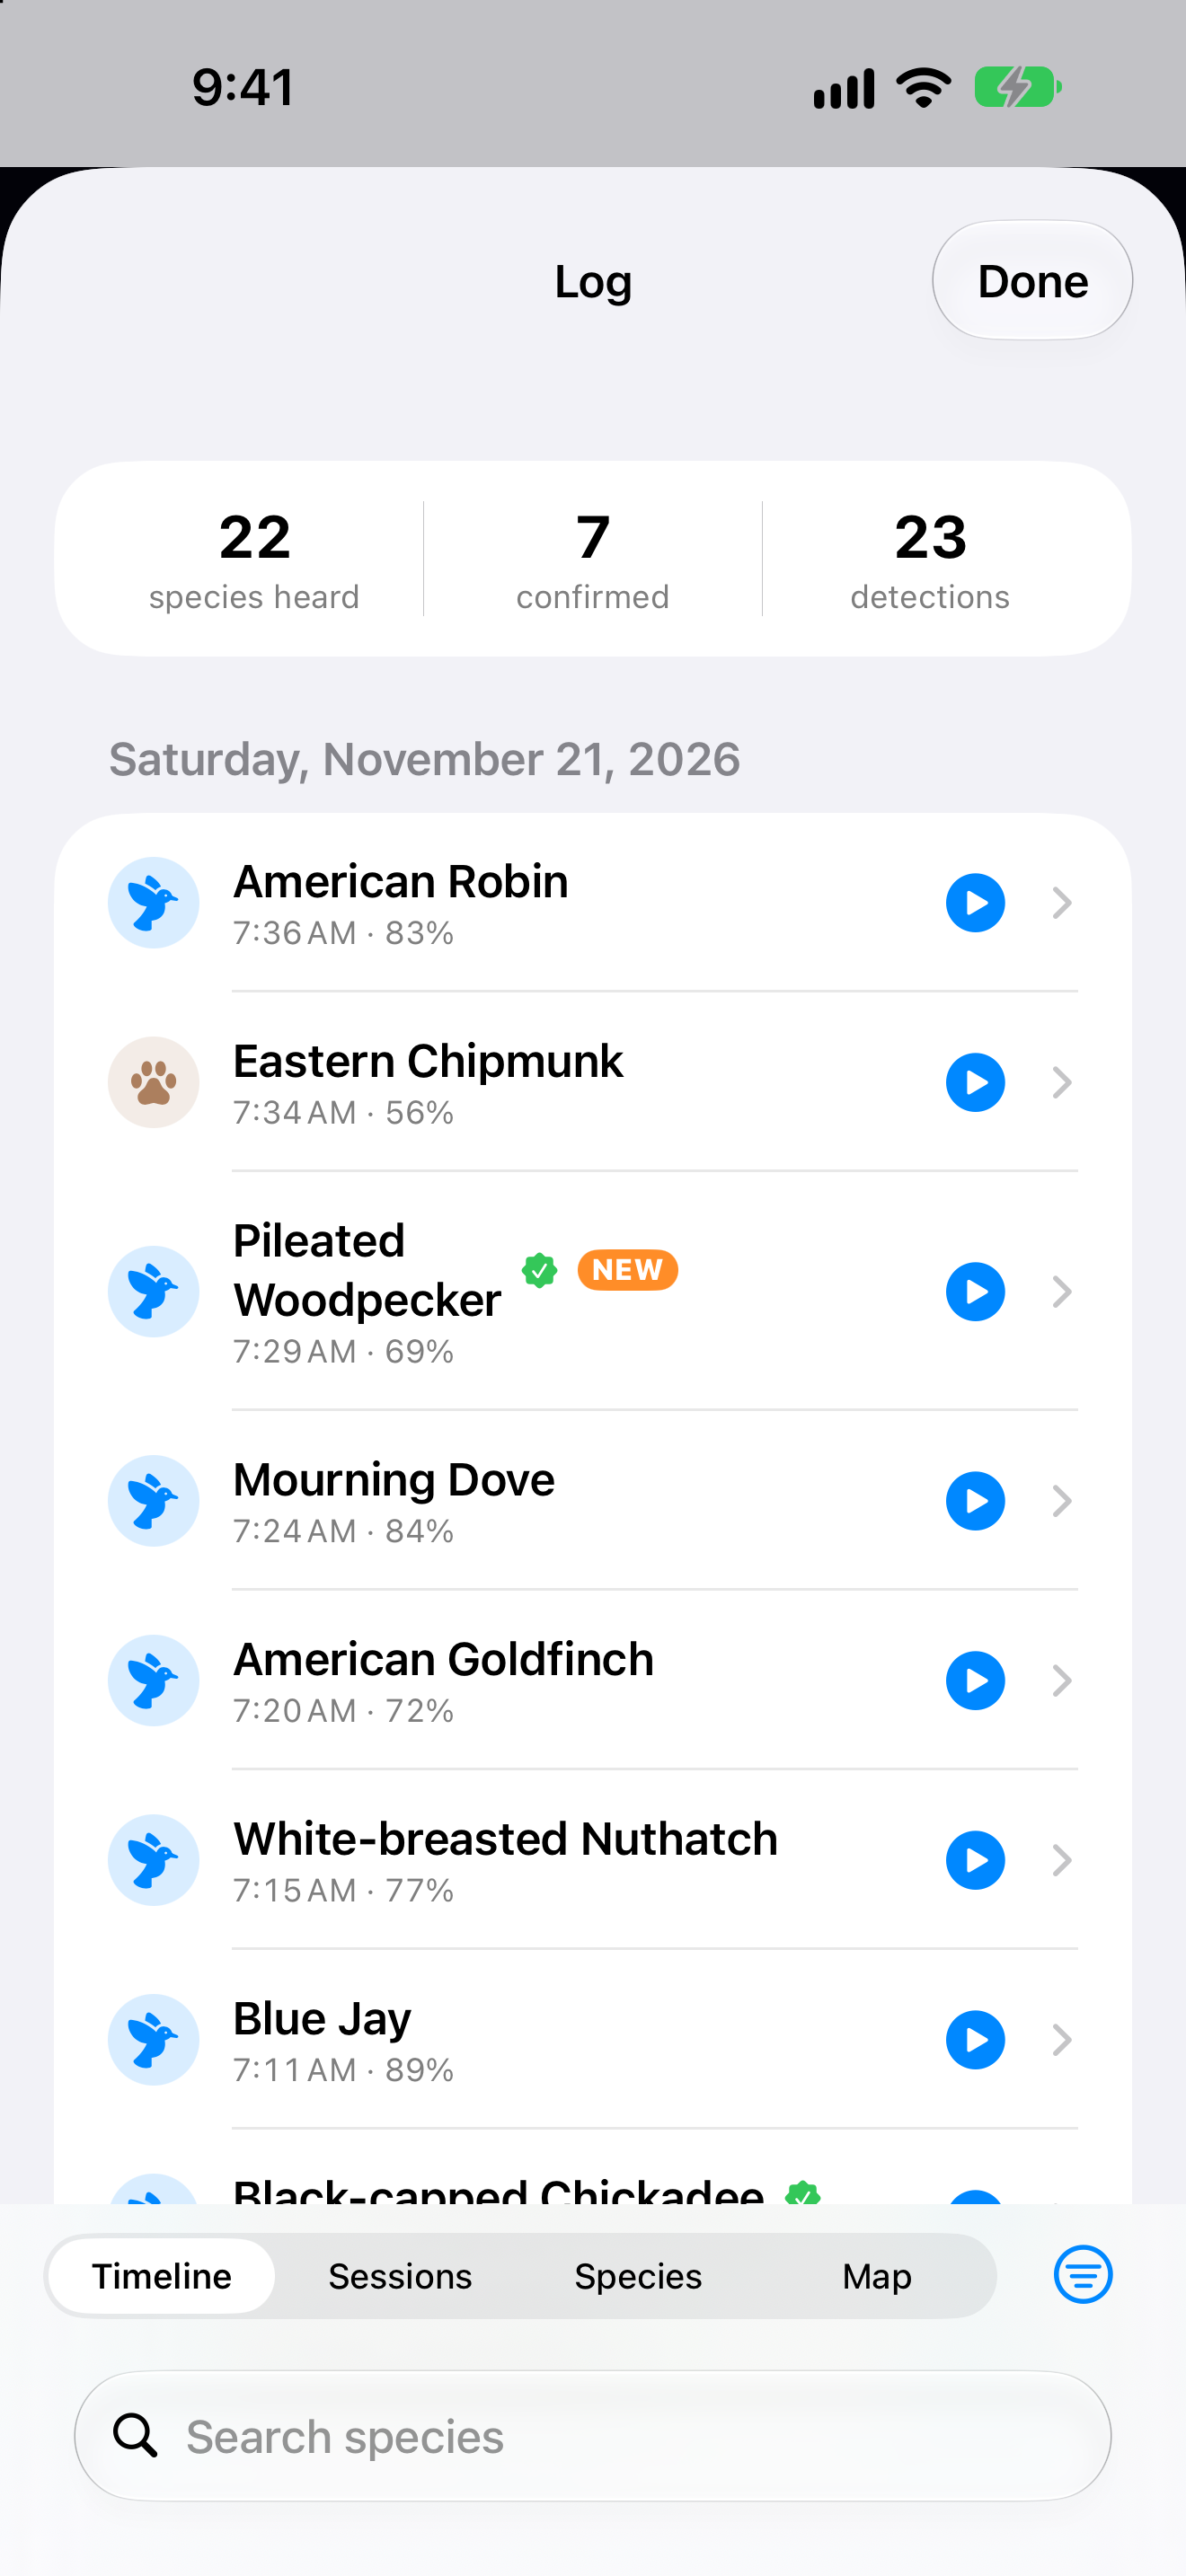 9:41
Log
Done
22
species heard
7
confirmed
23
detections
Saturday, November 21, 2026
American Robin
7:36 AM · 83%
Eastern Chipmunk
7:34 AM · 56%
Pileated
Woodpecker
NEW
7:29 AM · 69%
Mourning Dove
7:24 AM · 84%
American Goldfinch
7:20 AM · 72%
White-breasted Nuthatch
7:15 AM · 77%
Blue Jay
7:11 AM · 89%
Black-capped Chickadee
Timeline
Sessions
Species
Map
Search species